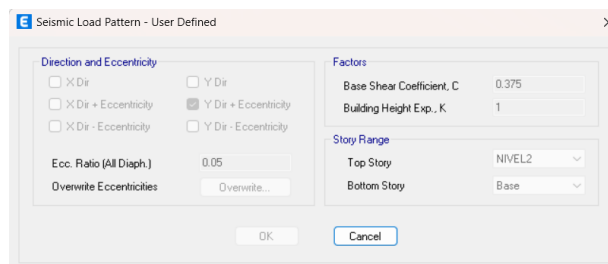 E Seismic Load Pattern - User Defined
Direction and Eccentricity
X Dir
Y Dir
X Dir + Eccentricity
Y Dir + Eccentricity
X Dir - Eccentricity
Y Dir - Eccentricity
Ecc. Ratio (All Diaph.)
0.05
Overwrite Eccentricities
Overwrite...
Factors
Base Shear Coefficient, C
0.375
Building Height Exp., K
1
Story Range
Top Story
NIVEL2
Bottom Story
Base
OK
Cancel